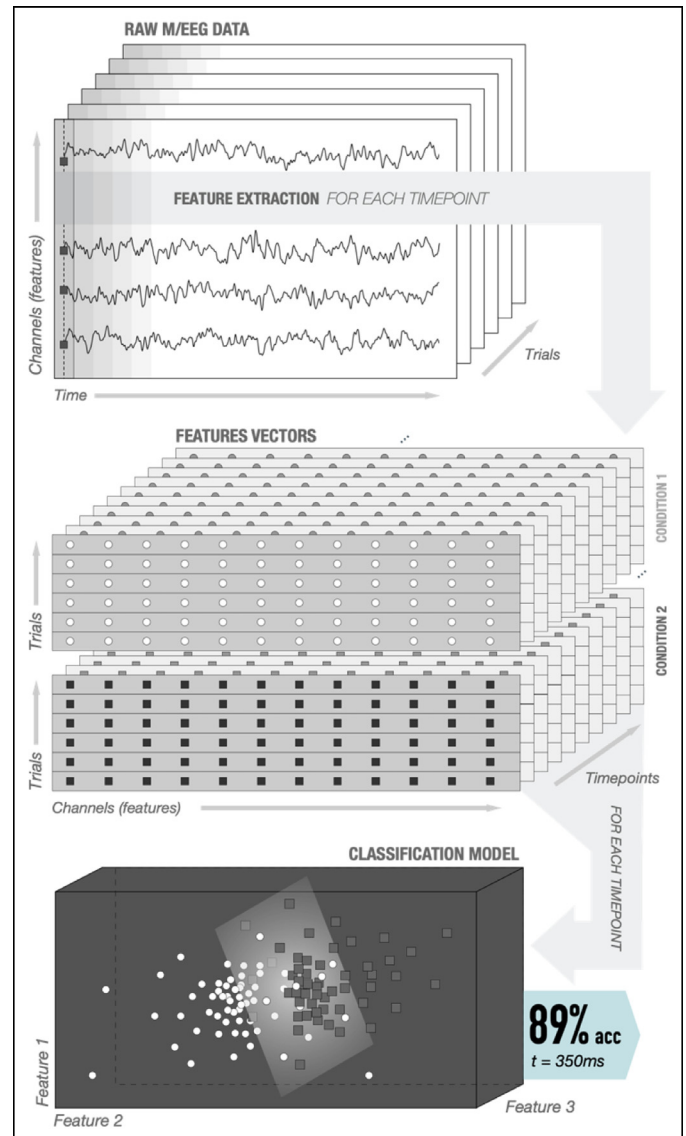 RAW M/EEG DATA
FEATURE EXTRACTION FOR EACH TIMEPOINT
Channels (features)
Trials
Time
FEATURES VECTORS
CONDITION 1
Trials
CONDITION 2
Trials
Timepoints
Channels (features)
FOR EACH TIMEPOINT
CLASSIFICATION MODEL
89% acc
t = 350ms
Feature 1
Feature 2
Feature 3